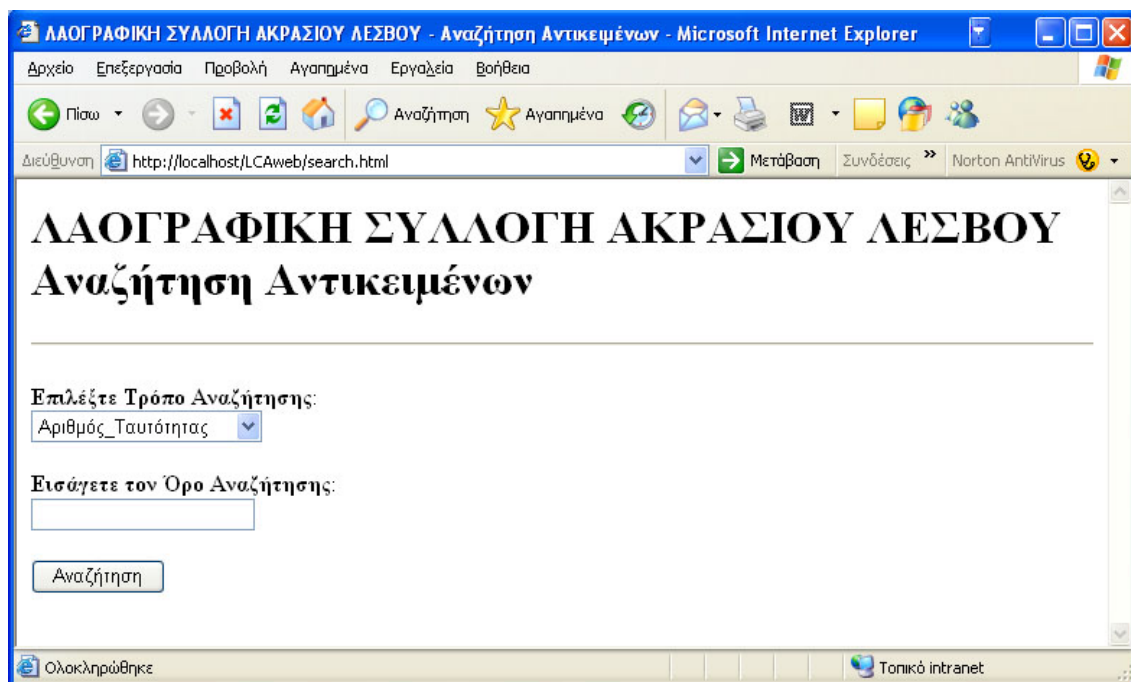 ΛΑΟΓΡΑΦΙΚΗ ΣΥΛΛΟΓΗ ΑΚΡΑΣΙΟΥ ΛΕΣΒΟΥ - Αναζήτηση Αντικειμένων - Microsoft Internet Explorer
Αρχείο Επεξεργασία Προβολή Αγαπημένα Εργαλεία Βοήθεια
Πίσω Αναζήτηση Αγαπημένα
Διεύθυνση http://localhost/LCAweb/search.html Μετάβαση Συνδέσεις » Norton AntiVirus
ΛΑΟΓΡΑΦΙΚΗ ΣΥΛΛΟΓΗ ΑΚΡΑΣΙΟΥ ΛΕΣΒΟΥ
Αναζήτηση Αντικειμένων
Επιλέξτε Τρόπο Αναζήτησης:
Αριθμός_Ταυτότητας
Εισάγετε τον Όρο Αναζήτησης:
Αναζήτηση
Ολοκληρώθηκε Τοπικό intranet